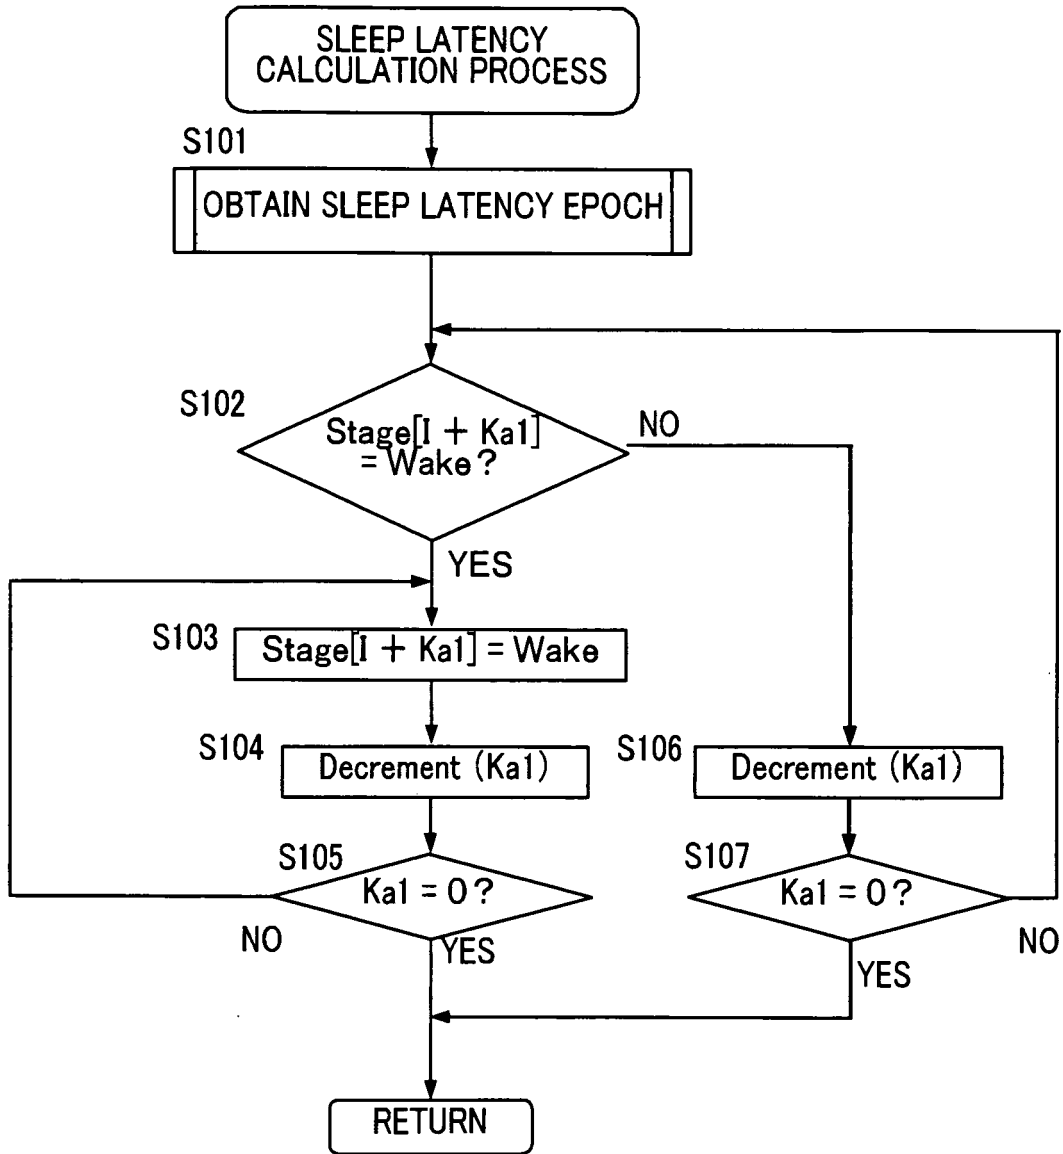 SLEEP LATENCY
CALCULATION PROCESS
S101
OBTAIN SLEEP LATENCY EPOCH
S102
Stage[I + Ka1]
= Wake?
NO
YES
S103
Stage[I + Ka1] = Wake
S104
Decrement (Ka1)
S106
Decrement (Ka1)
S105
Ka1 = 0?
NO
YES
S107
Ka1 = 0?
NO
YES
RETURN